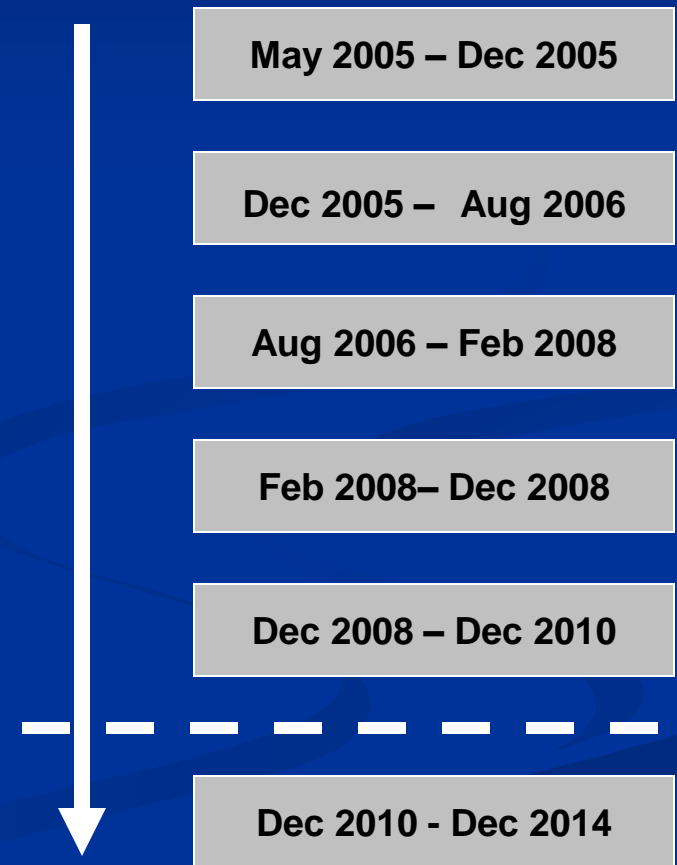 May 2005 – Dec 2005
Dec 2005 – Aug 2006
Aug 2006 – Feb 2008
Feb 2008– Dec 2008
Dec 2008 – Dec 2010
Dec 2010 - Dec 2014